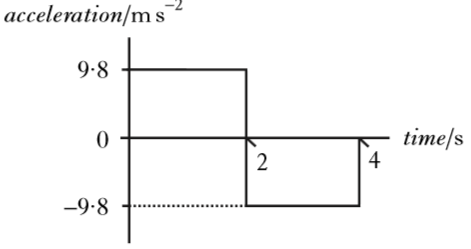 acceleration/m s⁻²
9·8
0
time/s
2
4
–9·8